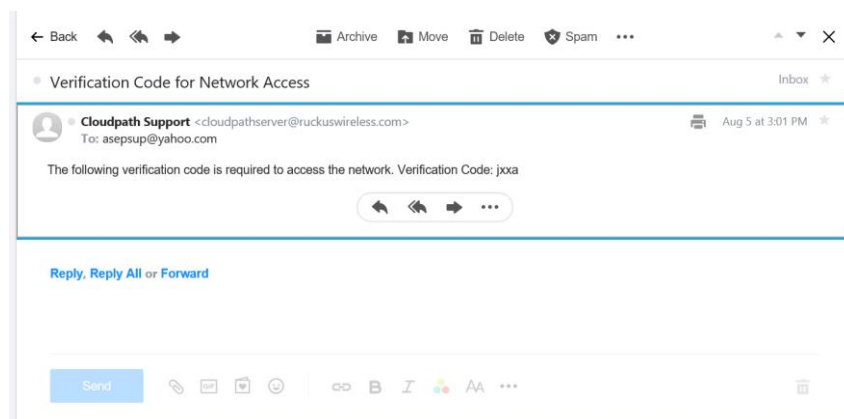 Back Archive Move Delete Spam
Verification Code for Network Access Inbox
Cloudpath Support <cloudpathserver@ruckuswireless.com> Aug 5 at 3:01 PM
To: asepsup@yahoo.com
The following verification code is required to access the network. Verification Code: jxxa
Reply, Reply All or Forward
Send GIF B I AA